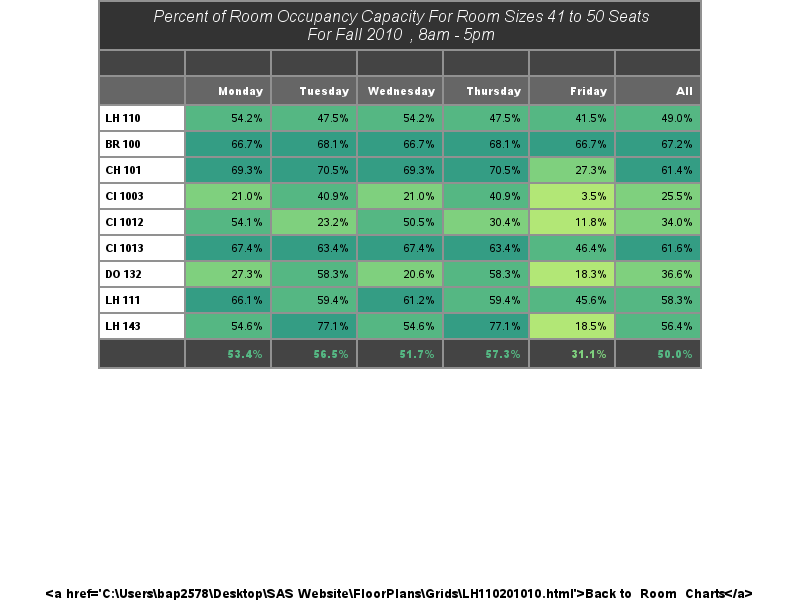 Percent of Room Occupancy Capacity For Room Sizes 41 to 50 Seats
For Fall 2010 , 8am - 5pm
Monday Tuesday Wednesday Thursday Friday All
LH 110 54.2% 47.5% 54.2% 47.5% 41.5% 49.0%
BR 100 66.7% 68.1% 66.7% 68.1% 66.7% 67.2%
CH 101 69.3% 70.5% 69.3% 70.5% 27.3% 61.4%
CI 1003 21.0% 40.9% 21.0% 40.9% 3.5% 25.5%
CI 1012 54.1% 23.2% 50.5% 30.4% 11.8% 34.0%
CI 1013 67.4% 63.4% 67.4% 63.4% 46.4% 61.6%
DO 132 27.3% 58.3% 20.6% 58.3% 18.3% 36.6%
LH 111 66.1% 59.4% 61.2% 59.4% 45.6% 58.3%
LH 143 54.6% 77.1% 54.6% 77.1% 18.5% 56.4%
53.4% 56.5% 51.7% 57.3% 31.1% 50.0%
<a href='C:\Users\bap2578\Desktop\SAS Website\FloorPlans\Grids\LH110201010.html'>Back to Room Charts</a>